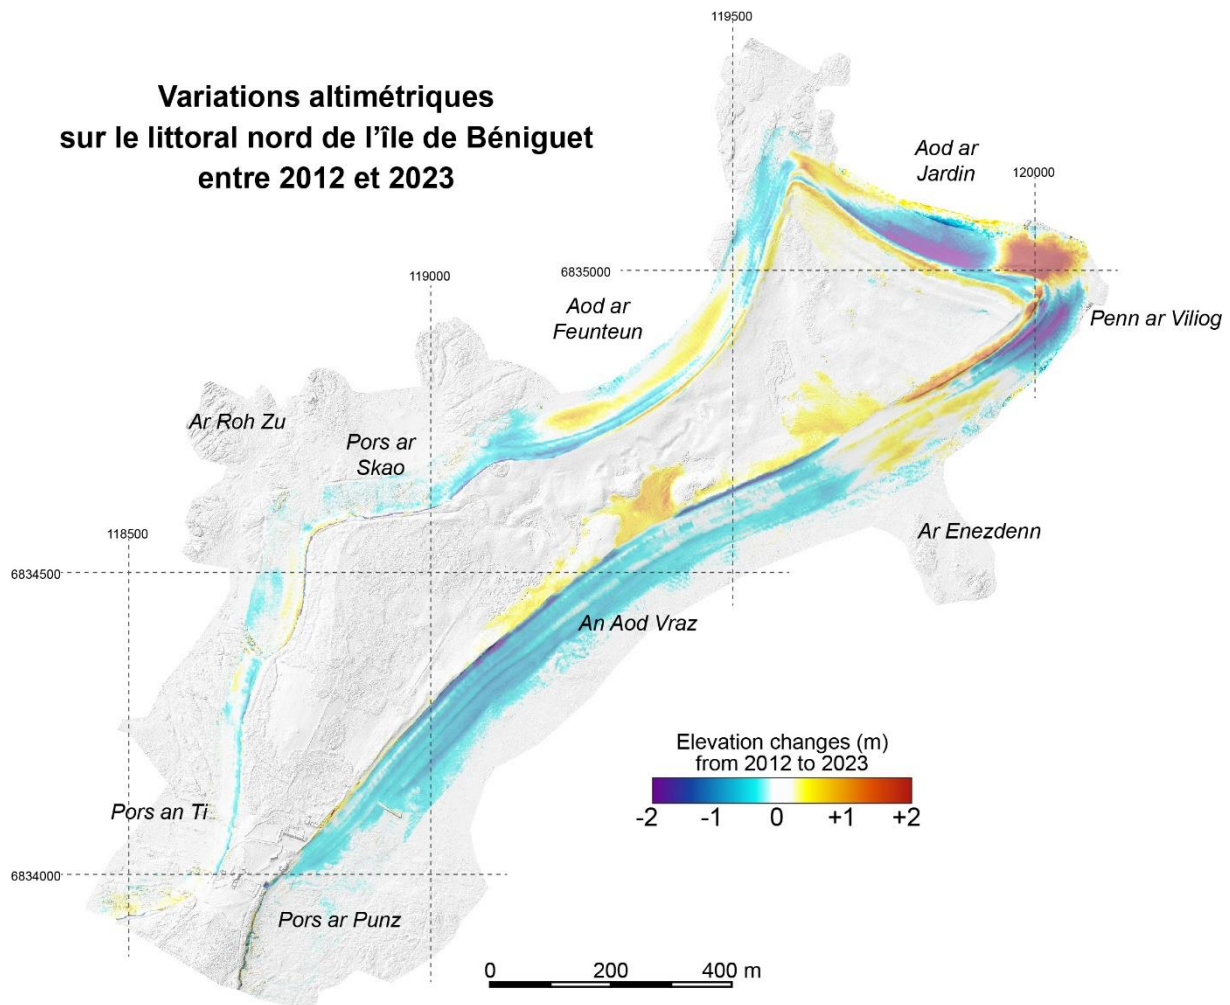 Variations altimétriques
sur le littoral nord de l'île de Béniguet
entre 2012 et 2023
119500
Aod ar
Jardin
120000
6835000
119000
Aod ar
Feunteun
Penn ar Viliog
Ar Roh Zu
Pors ar
Skao
118500
Ar Enezdenn
6834500
An Aod Vraz
Elevation changes (m)
from 2012 to 2023
-2 -1 0 +1 +2
Pors an Ti
6834000
Pors ar Punz
0 200 400 m